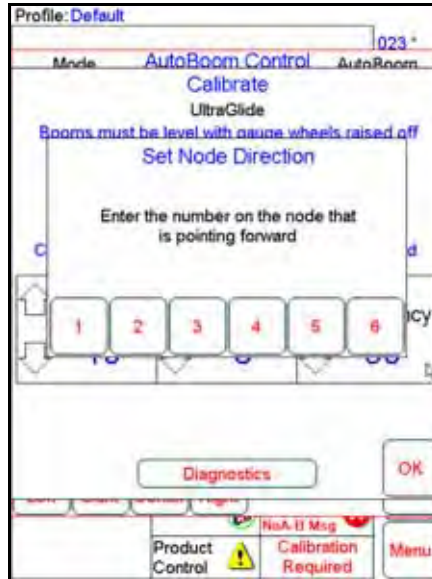 Profile: Default
023 °
Mode AutoBoom Control AutoBoom
Calibrate
UltraGlide
Booms must be level with gauge wheels raised off
Set Node Direction
Enter the number on the node that
is pointing forward
1 2 3 4 5 6
OK
Diagnostics
NoA-B Msg
Product Calibration
Control Required
Menu